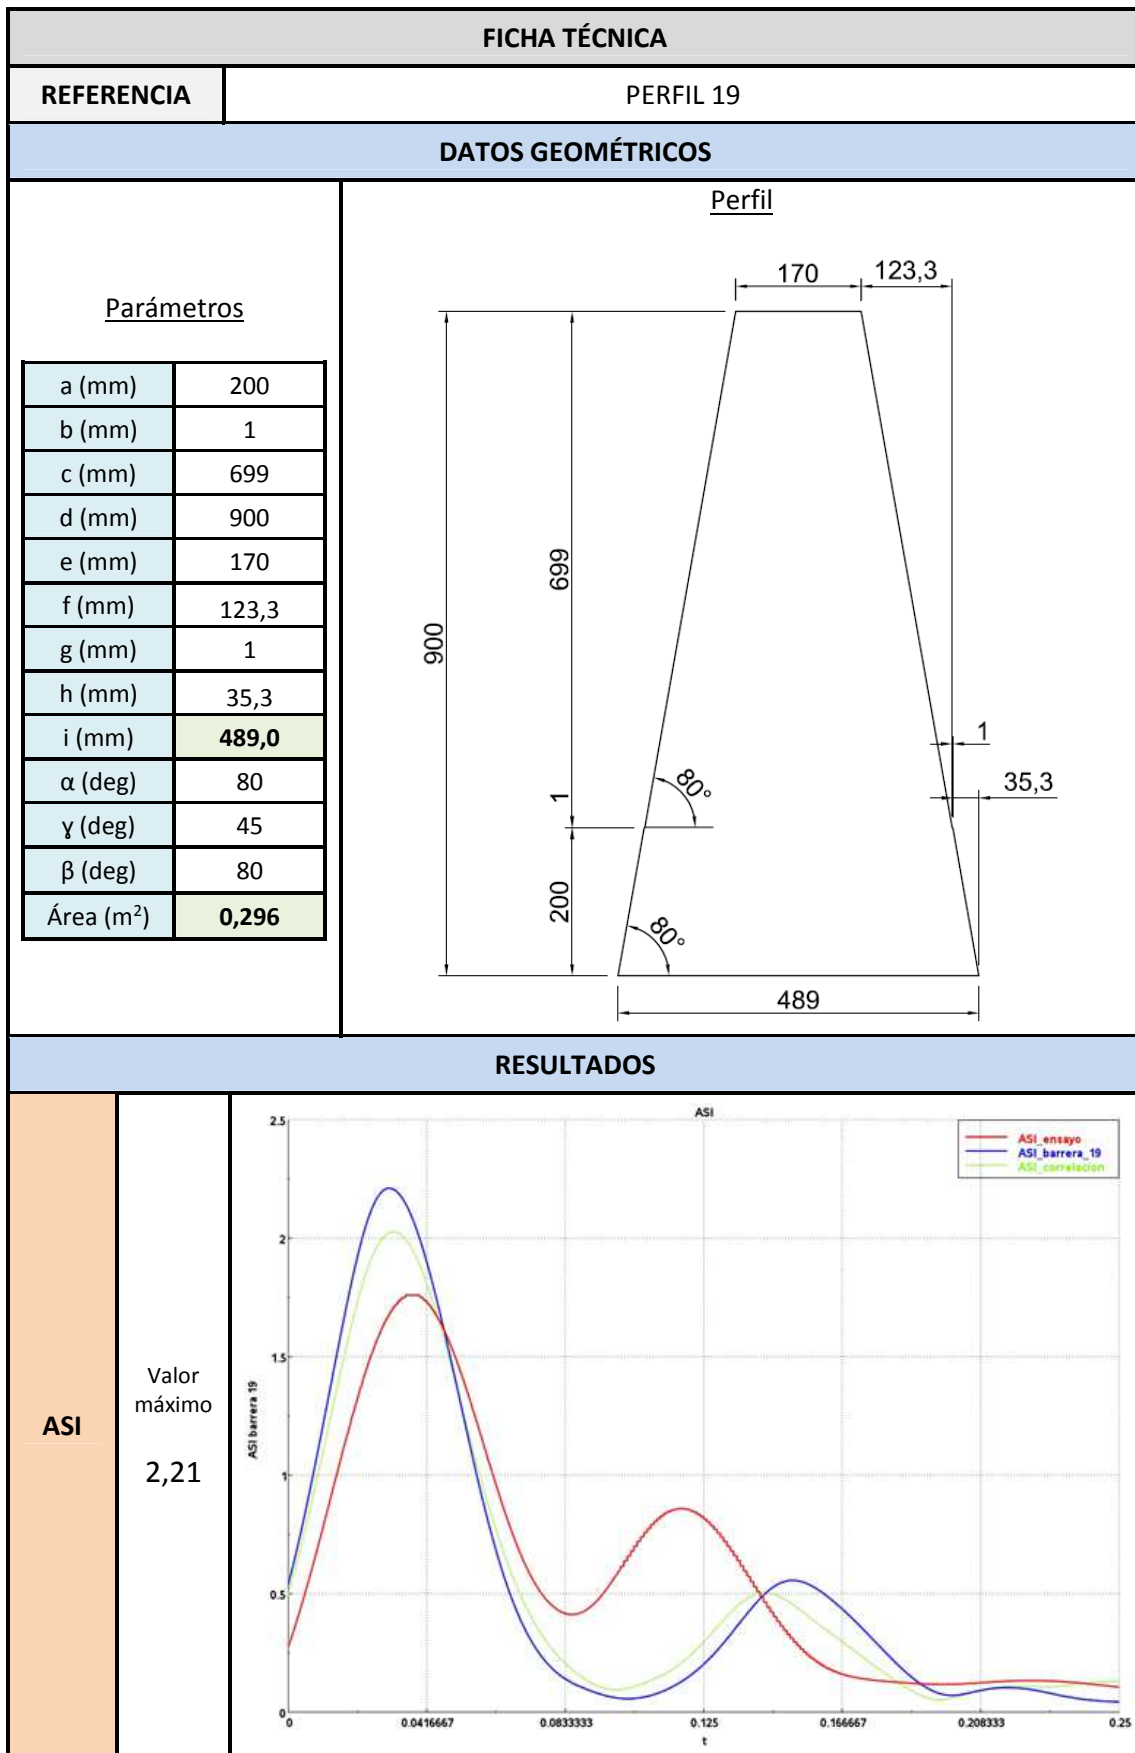 FICHA TÉCNICA
REFERENCIA PERFIL 19
DATOS GEOMÉTRICOS
Parámetros
a (mm) 200
b (mm) 1
c (mm) 699
d (mm) 900
e (mm) 170
f (mm) 123,3
g (mm) 1
h (mm) 35,3
i (mm) 489,0
α (deg) 80
ɣ (deg) 45
β (deg) 80
Área (m²) 0,296
Perfil
170 123,3
699
900
1
80°
1
35,3
200
80°
489
RESULTADOS
ASI
Valor
máximo
2,21
ASI
ASI_ensayo
ASI_barrera_19
ASI_correlacion
ASI barrera 19
2.5
2
1.5
1
0.5
0
0 0.0416667 0.0833333 0.125 0.166667 0.208333 0.25
t